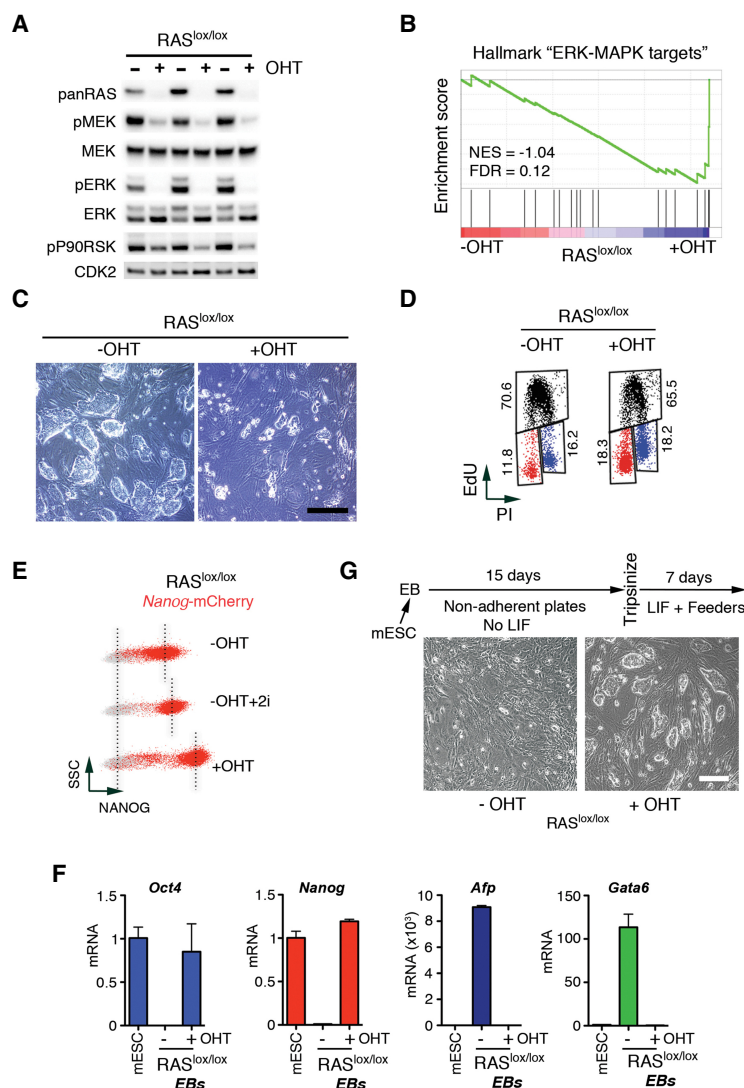 A
RAS^lox/lox
– + – + – + OHT
panRAS
pMEK
MEK
pERK
ERK
pP90RSK
CDK2
B
Hallmark “ERK-MAPK targets”
Enrichment score
NES = -1.04
FDR = 0.12
-OHT
+OHT
RAS^lox/lox
C
RAS^lox/lox
-OHT
+OHT
D
RAS^lox/lox
-OHT
+OHT
70.6
65.5
11.8
16.2
18.3
18.2
EdU
PI
E
RAS^lox/lox
Nanog-mCherry
-OHT
-OHT+2i
+OHT
SSC
NANOG
G
mESC
EB
15 days
Non-adherent plates
No LIF
Tripsinize
7 days
LIF + Feeders
- OHT
+ OHT
RAS^lox/lox
F
Oct4
mRNA
1.5
1
0.5
0
mESC
- + OHT
RAS^lox/lox
EBs
Nanog
mRNA
1.5
1
0.5
0
mESC
- + OHT
RAS^lox/lox
EBs
Afp
mRNA (x10³)
10
8
6
4
2
0
mESC
- + OHT
RAS^lox/lox
EBs
Gata6
mRNA
150
100
50
0
mESC
- + OHT
RAS^lox/lox
EBs